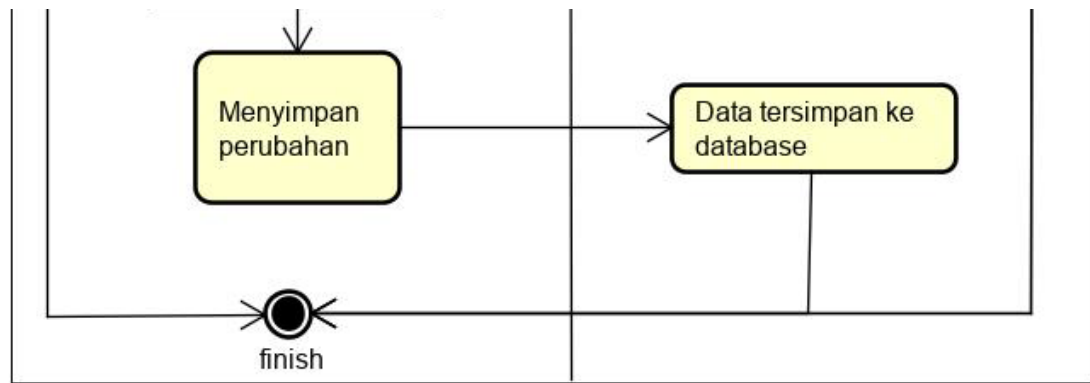 Menyimpan
perubahan
Data tersimpan ke
database
finish